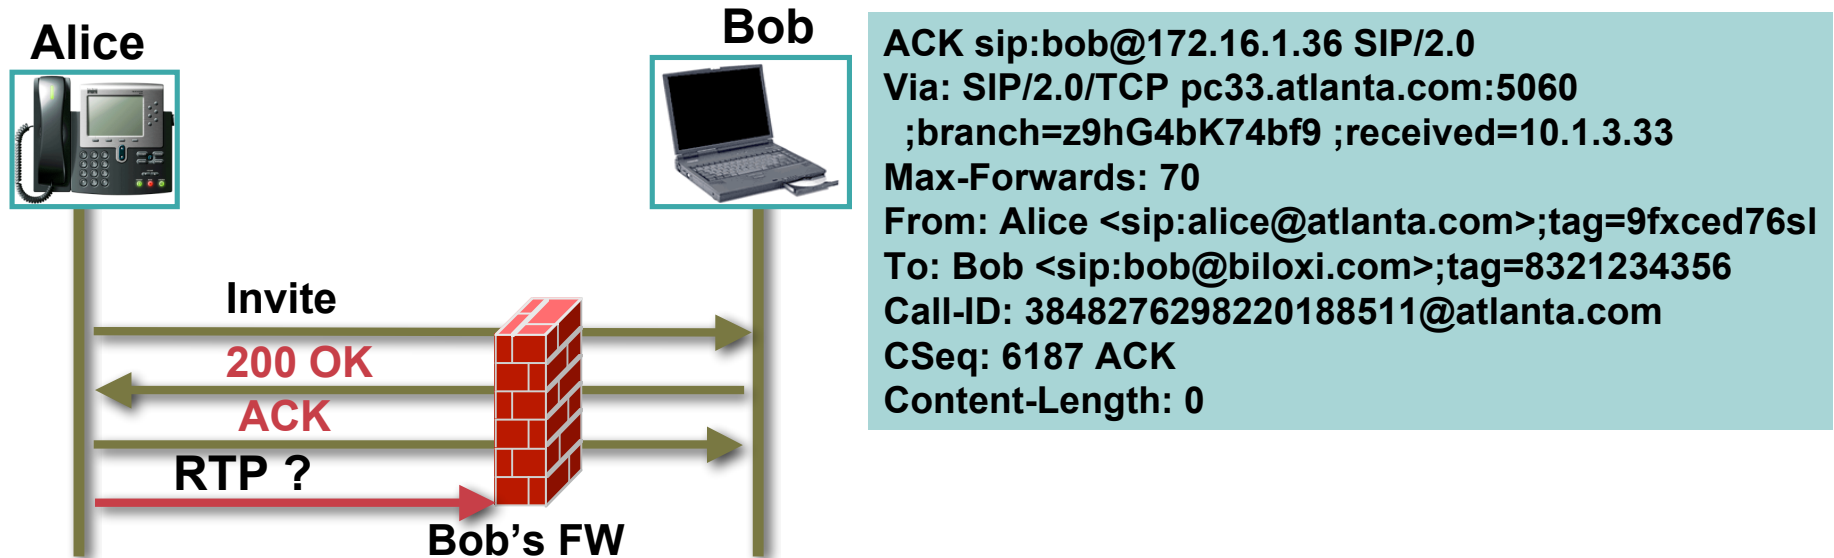 Alice
Bob
Invite
200 OK
ACK
RTP ?
Bob’s FW
ACK sip:bob@172.16.1.36 SIP/2.0
Via: SIP/2.0/TCP pc33.atlanta.com:5060
;branch=z9hG4bK74bf9 ;received=10.1.3.33
Max-Forwards: 70
From: Alice <sip:alice@atlanta.com>;tag=9fxced76sl
To: Bob <sip:bob@biloxi.com>;tag=8321234356
Call-ID: 3848276298220188511@atlanta.com
CSeq: 6187 ACK
Content-Length: 0